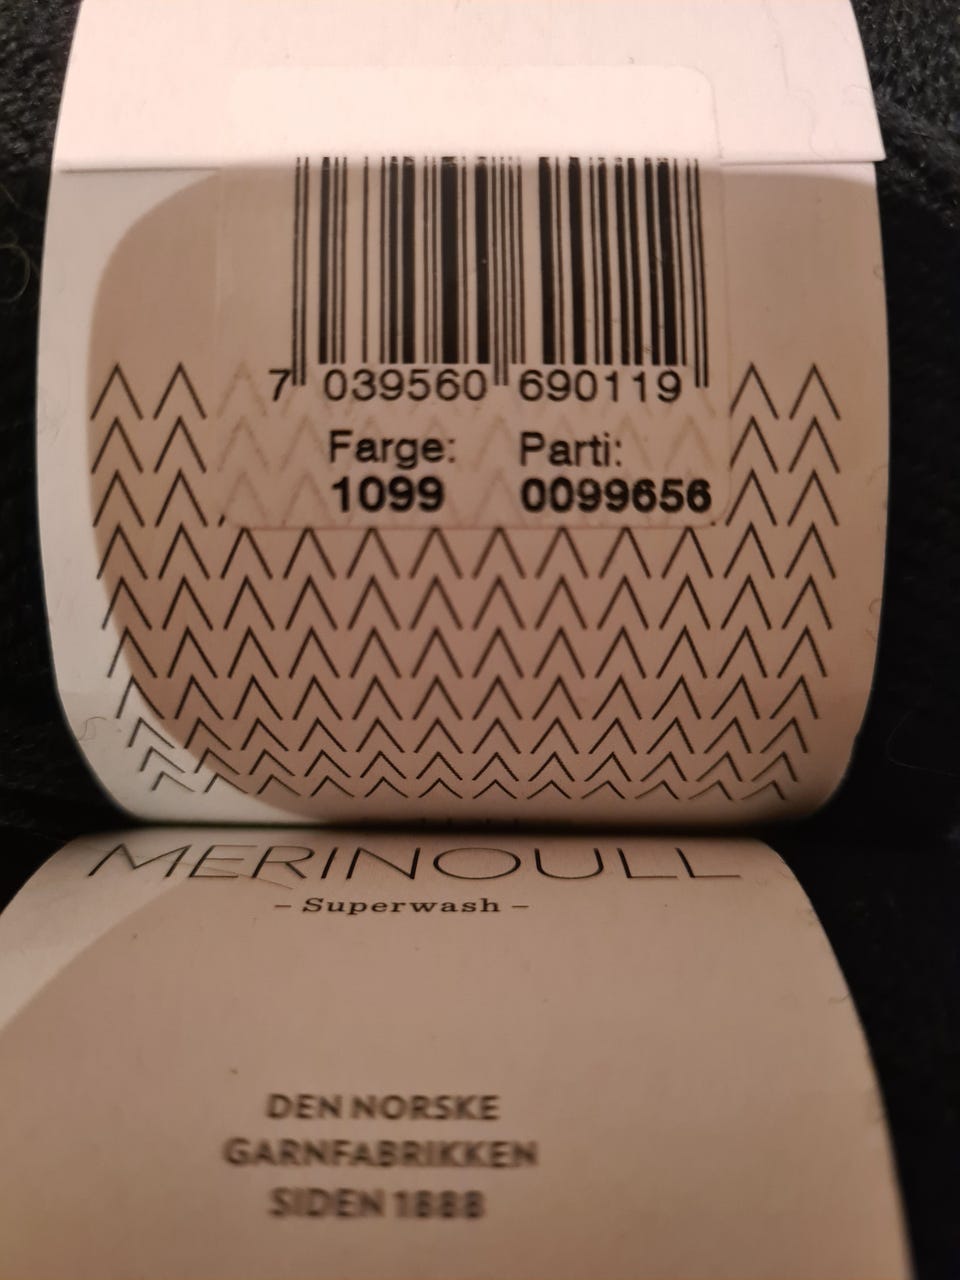 7 039560 690119
Farge: Parti:
1099 0099656
MERINOULL
– Superwash –
DEN NORSKE
GARNFABRIKKEN
SIDEN 1888